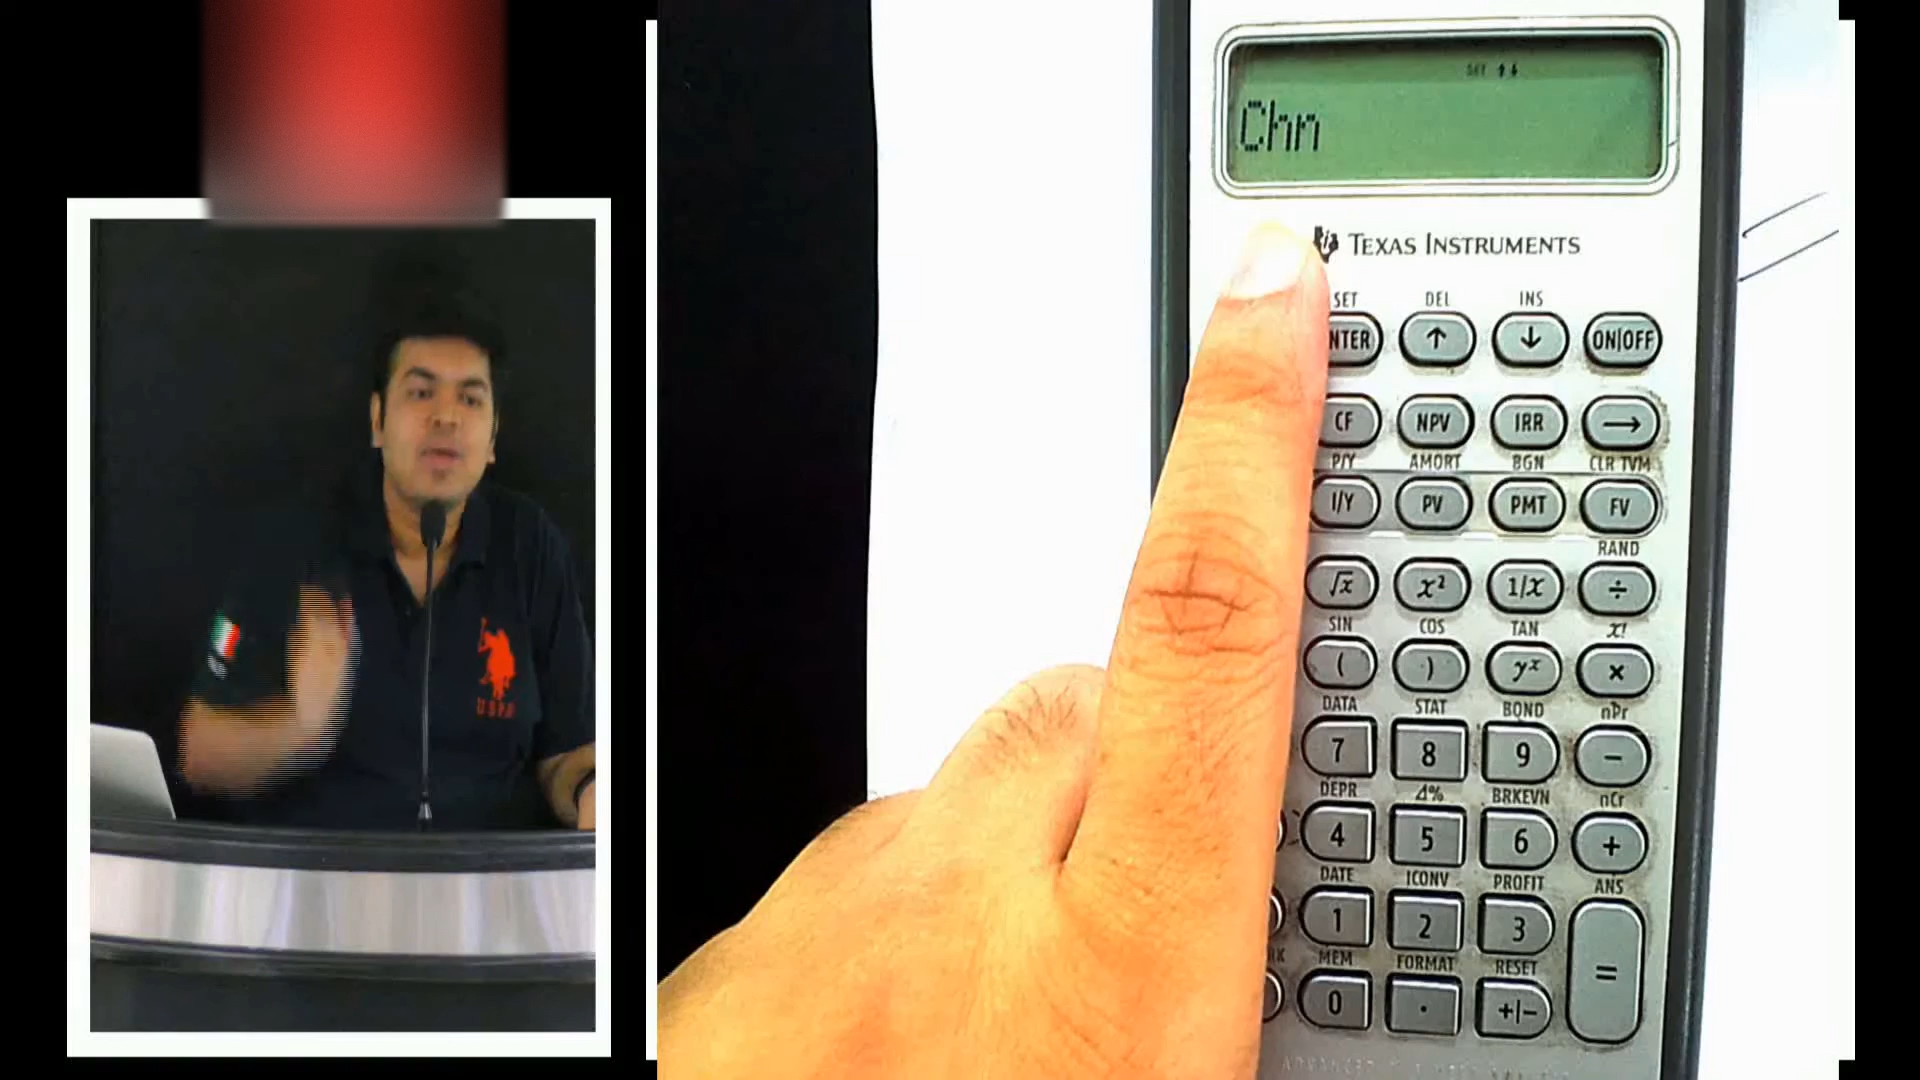 SET ↑↓
Chn
TEXAS INSTRUMENTS
SET DEL INS
NTER ↑ ↓ ON|OFF
CF NPV IRR →
P/Y AMORT BGN CLR TVM
I/Y PV PMT FV
RAND
√x x² 1/x ÷
SIN COS TAN x!
( ) yˣ ×
DATA STAT BOND nPr
7 8 9 −
DEPR Δ% BRKEVN nCr
4 5 6 +
DATE ICONV PROFIT ANS
1 2 3 =
MEM FORMAT RESET
0 . +|−